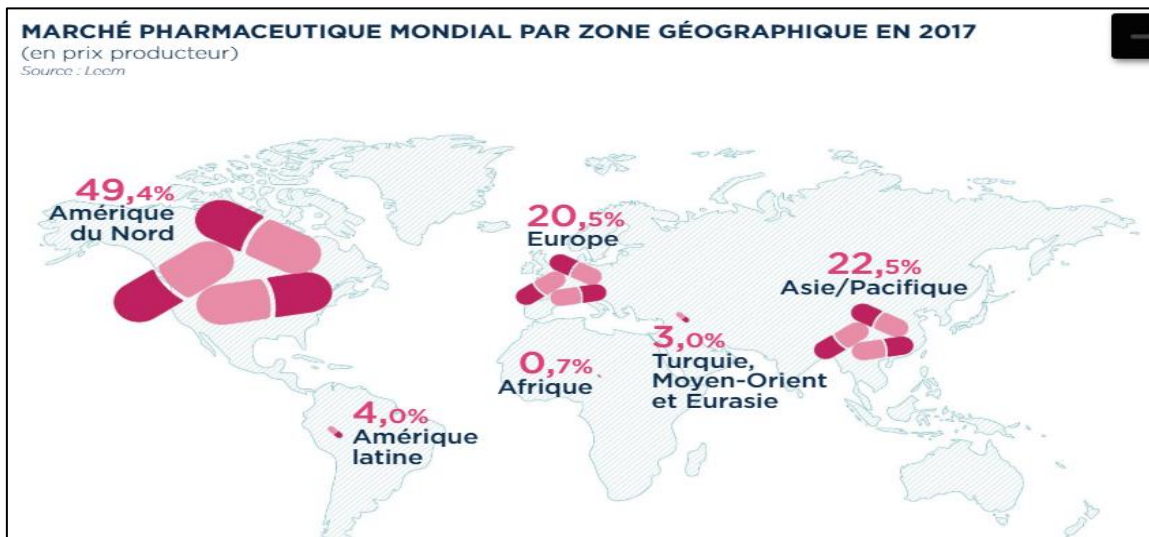 MARCHÉ PHARMACEUTIQUE MONDIAL PAR ZONE GÉOGRAPHIQUE EN 2017
(en prix producteur)
Source : Leem
49,4%
Amérique
du Nord
20,5%
Europe
22,5%
Asie/Pacifique
0,7%
Afrique
3,0%
Turquie,
Moyen-Orient
et Eurasie
4,0%
Amérique
latine